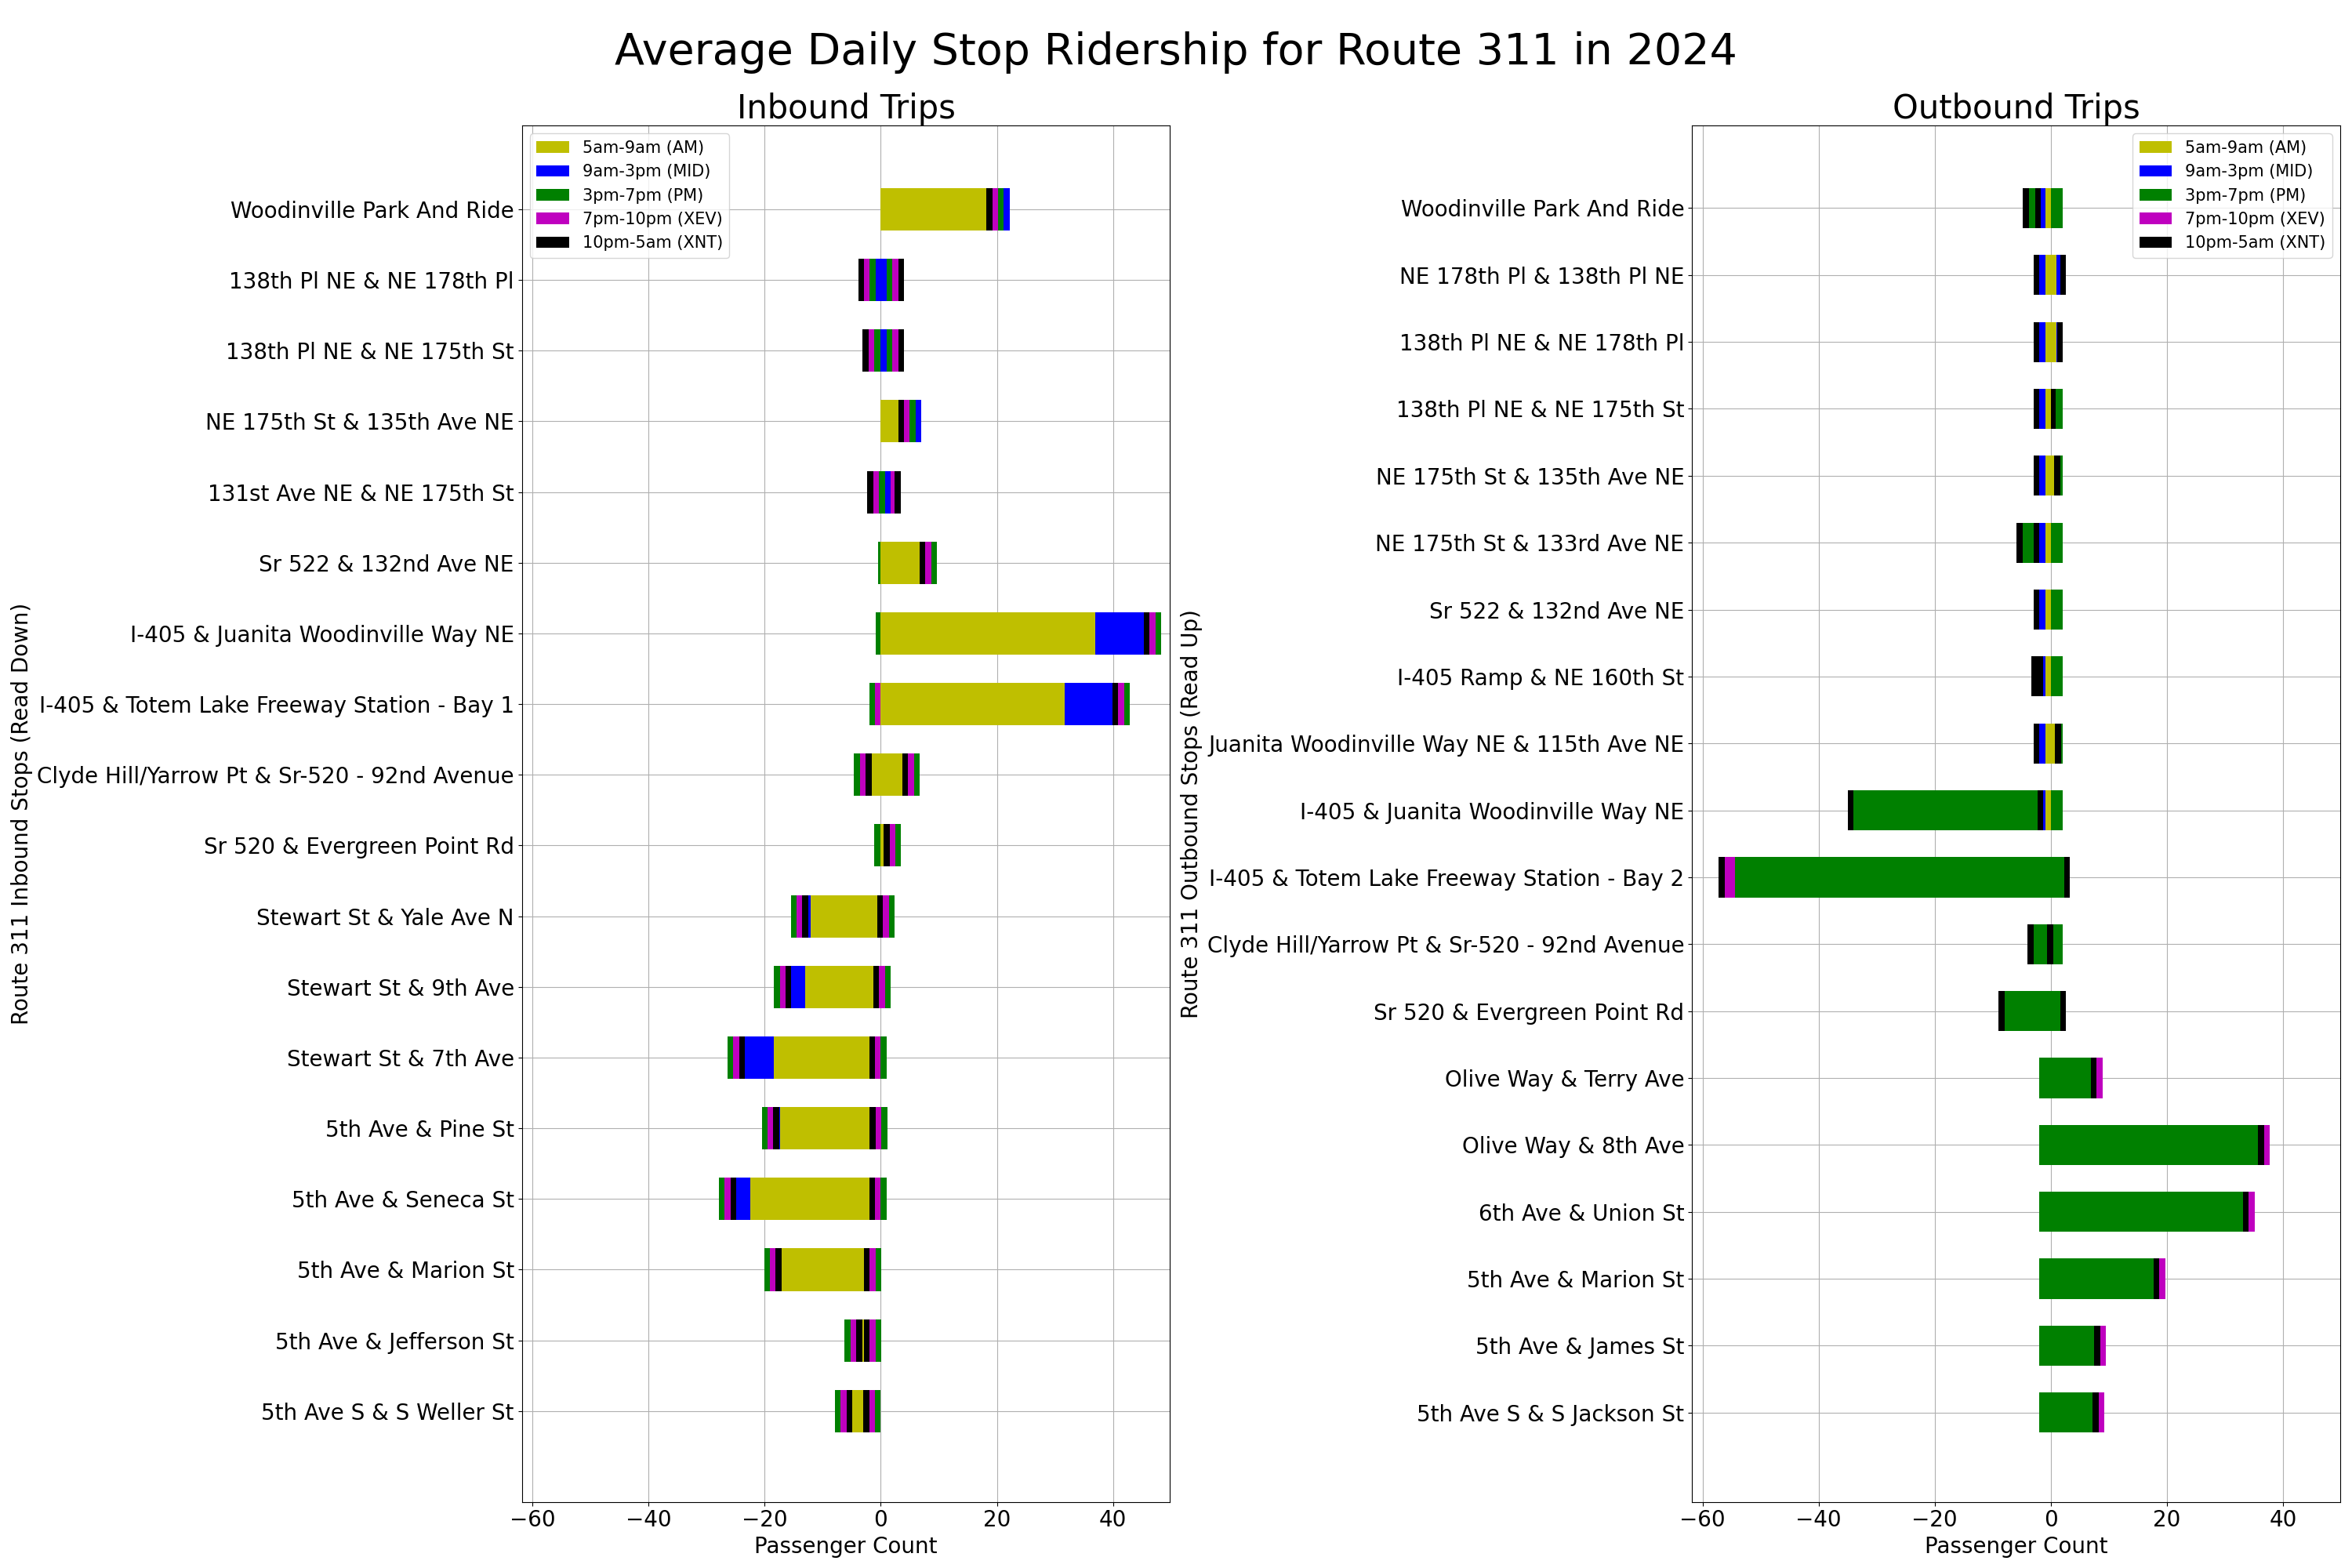 Average Daily Stop Ridership for Route 311 in 2024
Inbound Trips
5am-9am (AM)
9am-3pm (MID)
3pm-7pm (PM)
7pm-10pm (XEV)
10pm-5am (XNT)
Route 311 Inbound Stops (Read Down)
Woodinville Park And Ride
138th Pl NE & NE 178th Pl
138th Pl NE & NE 175th St
NE 175th St & 135th Ave NE
131st Ave NE & NE 175th St
Sr 522 & 132nd Ave NE
I-405 & Juanita Woodinville Way NE
I-405 & Totem Lake Freeway Station - Bay 1
Clyde Hill/Yarrow Pt & Sr-520 - 92nd Avenue
Sr 520 & Evergreen Point Rd
Stewart St & Yale Ave N
Stewart St & 9th Ave
Stewart St & 7th Ave
5th Ave & Pine St
5th Ave & Seneca St
5th Ave & Marion St
5th Ave & Jefferson St
5th Ave S & S Weller St
−60 −40 −20 0 20 40
Passenger Count
Outbound Trips
5am-9am (AM)
9am-3pm (MID)
3pm-7pm (PM)
7pm-10pm (XEV)
10pm-5am (XNT)
Route 311 Outbound Stops (Read Up)
Woodinville Park And Ride
NE 178th Pl & 138th Pl NE
138th Pl NE & NE 178th Pl
138th Pl NE & NE 175th St
NE 175th St & 135th Ave NE
NE 175th St & 133rd Ave NE
Sr 522 & 132nd Ave NE
I-405 Ramp & NE 160th St
Juanita Woodinville Way NE & 115th Ave NE
I-405 & Juanita Woodinville Way NE
I-405 & Totem Lake Freeway Station - Bay 2
Clyde Hill/Yarrow Pt & Sr-520 - 92nd Avenue
Sr 520 & Evergreen Point Rd
Olive Way & Terry Ave
Olive Way & 8th Ave
6th Ave & Union St
5th Ave & Marion St
5th Ave & James St
5th Ave S & S Jackson St
−60 −40 −20 0 20 40
Passenger Count